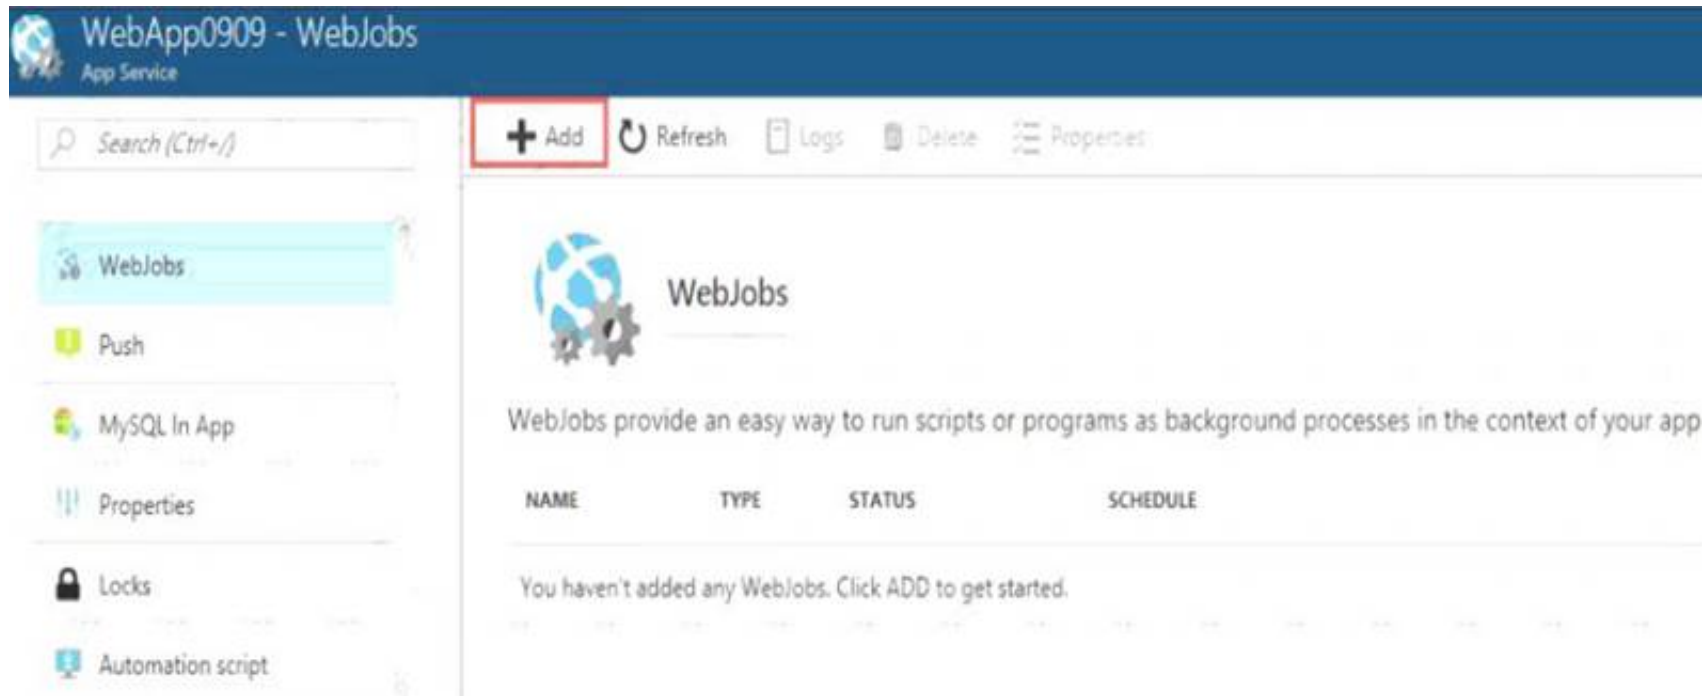 WebApp0909 - WebJobs
App Service
Search (Ctrl+/)
Add Refresh Logs Delete Properties
WebJobs
Push
MySQL In App
Properties
Locks
Automation script
WebJobs
WebJobs provide an easy way to run scripts or programs as background processes in the context of your app
NAME TYPE STATUS SCHEDULE
You haven't added any WebJobs. Click ADD to get started.